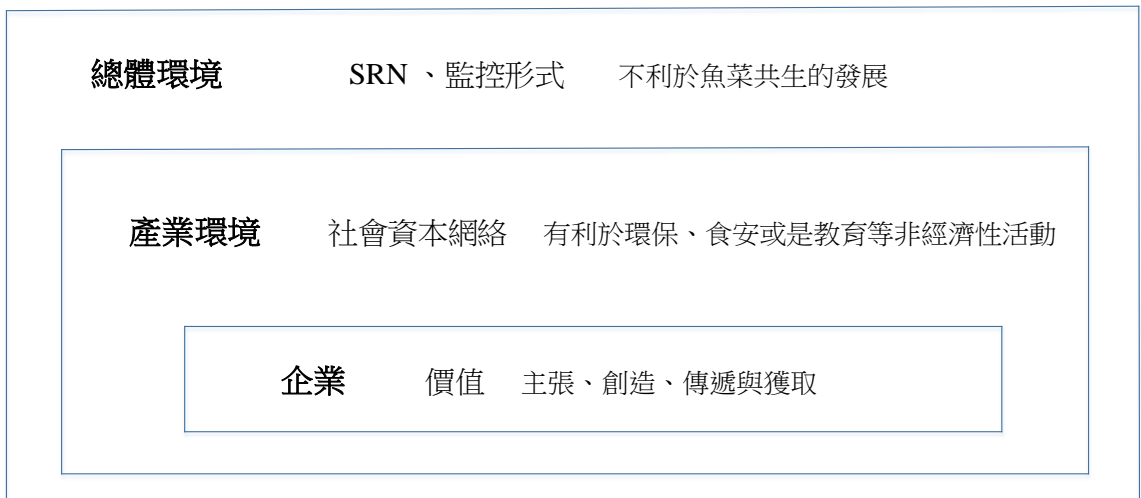 總體環境 SRN 、監控形式 不利於魚菜共生的發展
產業環境 社會資本網絡 有利於環保、食安或是教育等非經濟性活動
企業 價值 主張、創造、傳遞與獲取